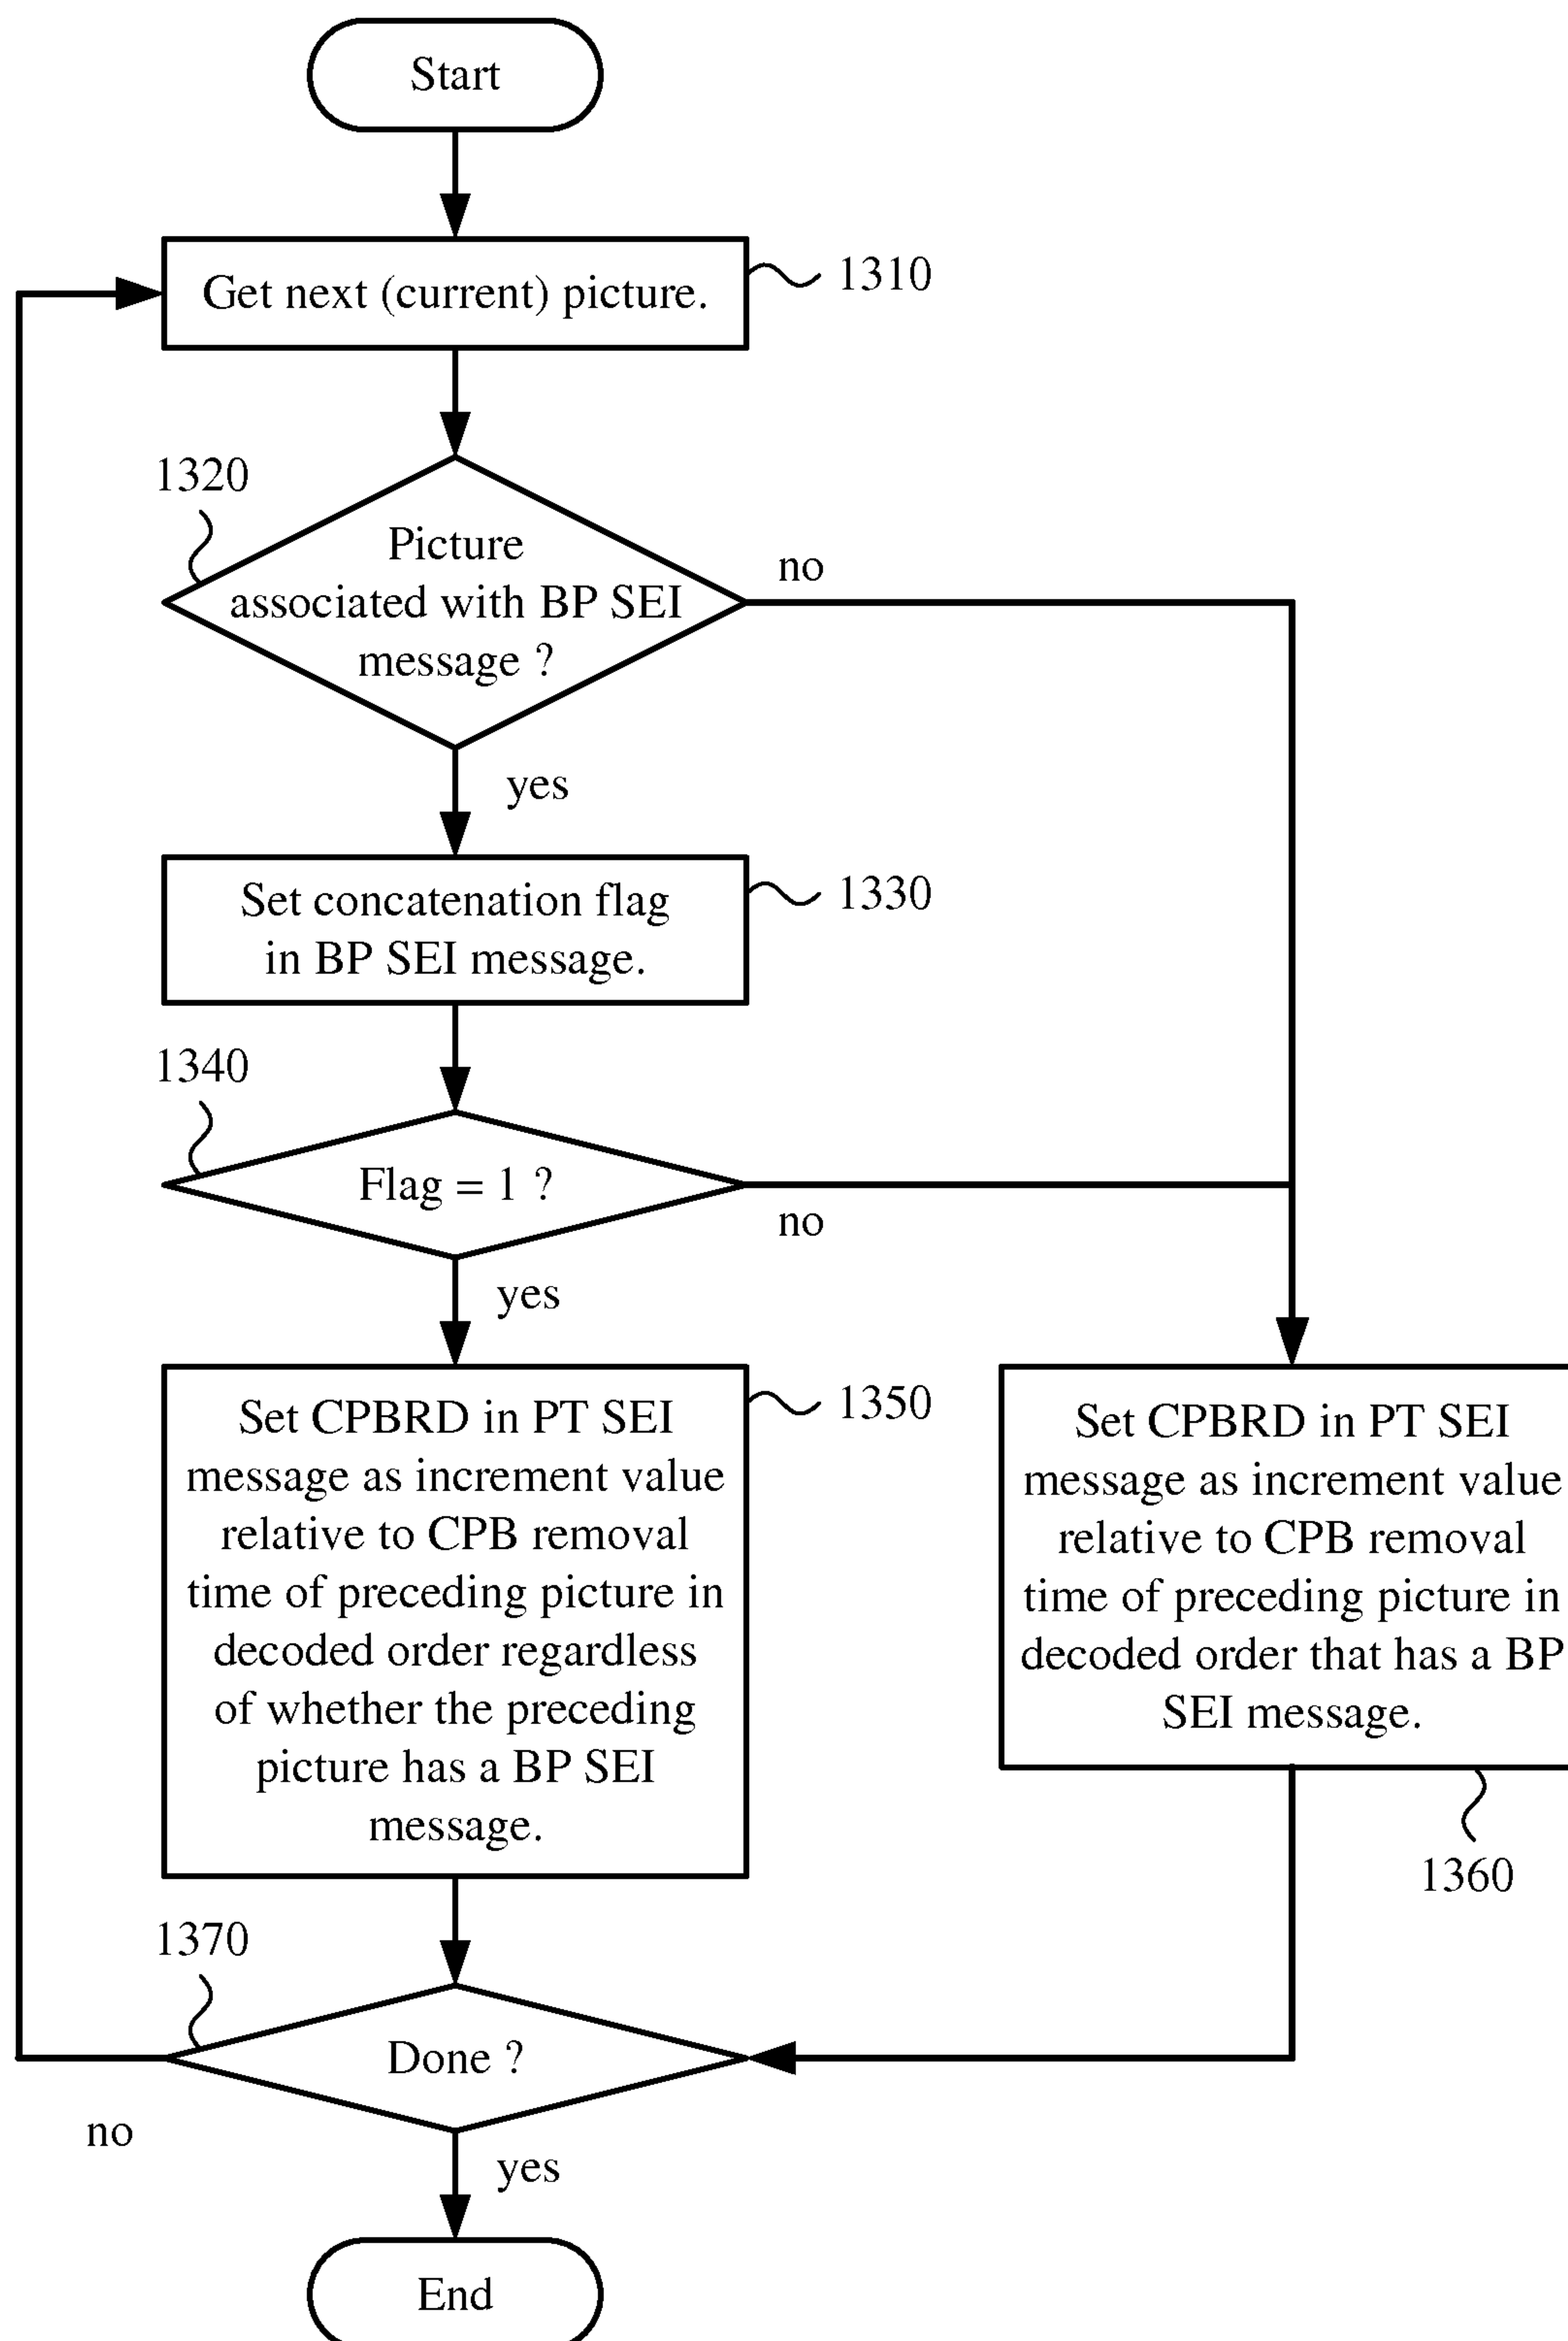 Start
Get next (current) picture.
1310
1320
Picture
associated with BP SEI
message ?
no
yes
Set concatenation flag
in BP SEI message.
1330
1340
Flag = 1 ?
no
yes
Set CPBRD in PT SEI
message as increment value
relative to CPB removal
time of preceding picture in
decoded order regardless
of whether the preceding
picture has a BP SEI
message.
1350
Set CPBRD in PT SEI
message as increment value
relative to CPB removal
time of preceding picture in
decoded order that has a BP
SEI message.
1360
1370
Done ?
no
yes
End